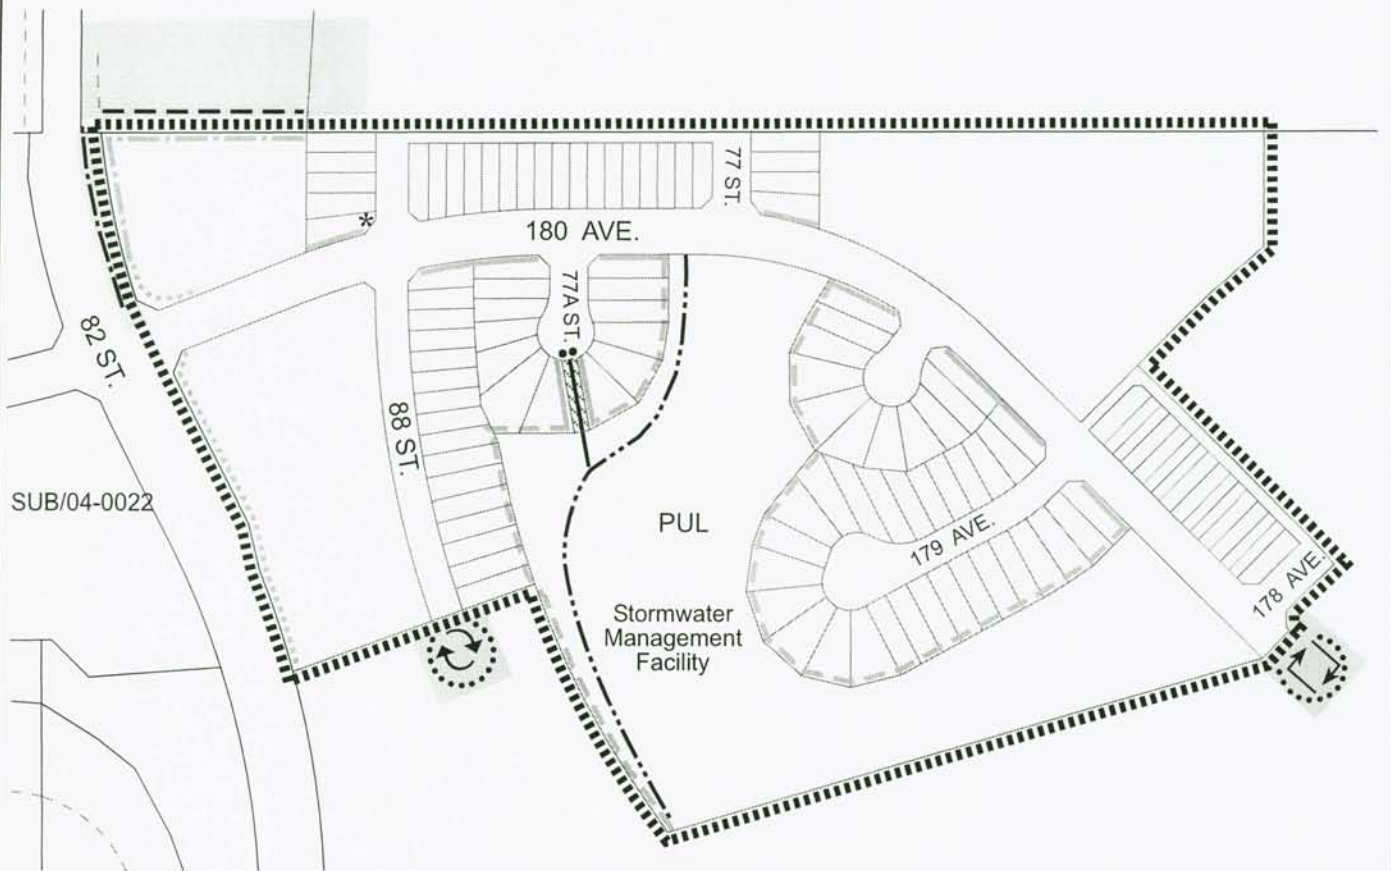 77 ST.
*
180 AVE.
77A ST.
82 ST.
88 ST.
SUB/04-0022
PUL
179 AVE.
178 AVE.
Stormwater
Management
Facility